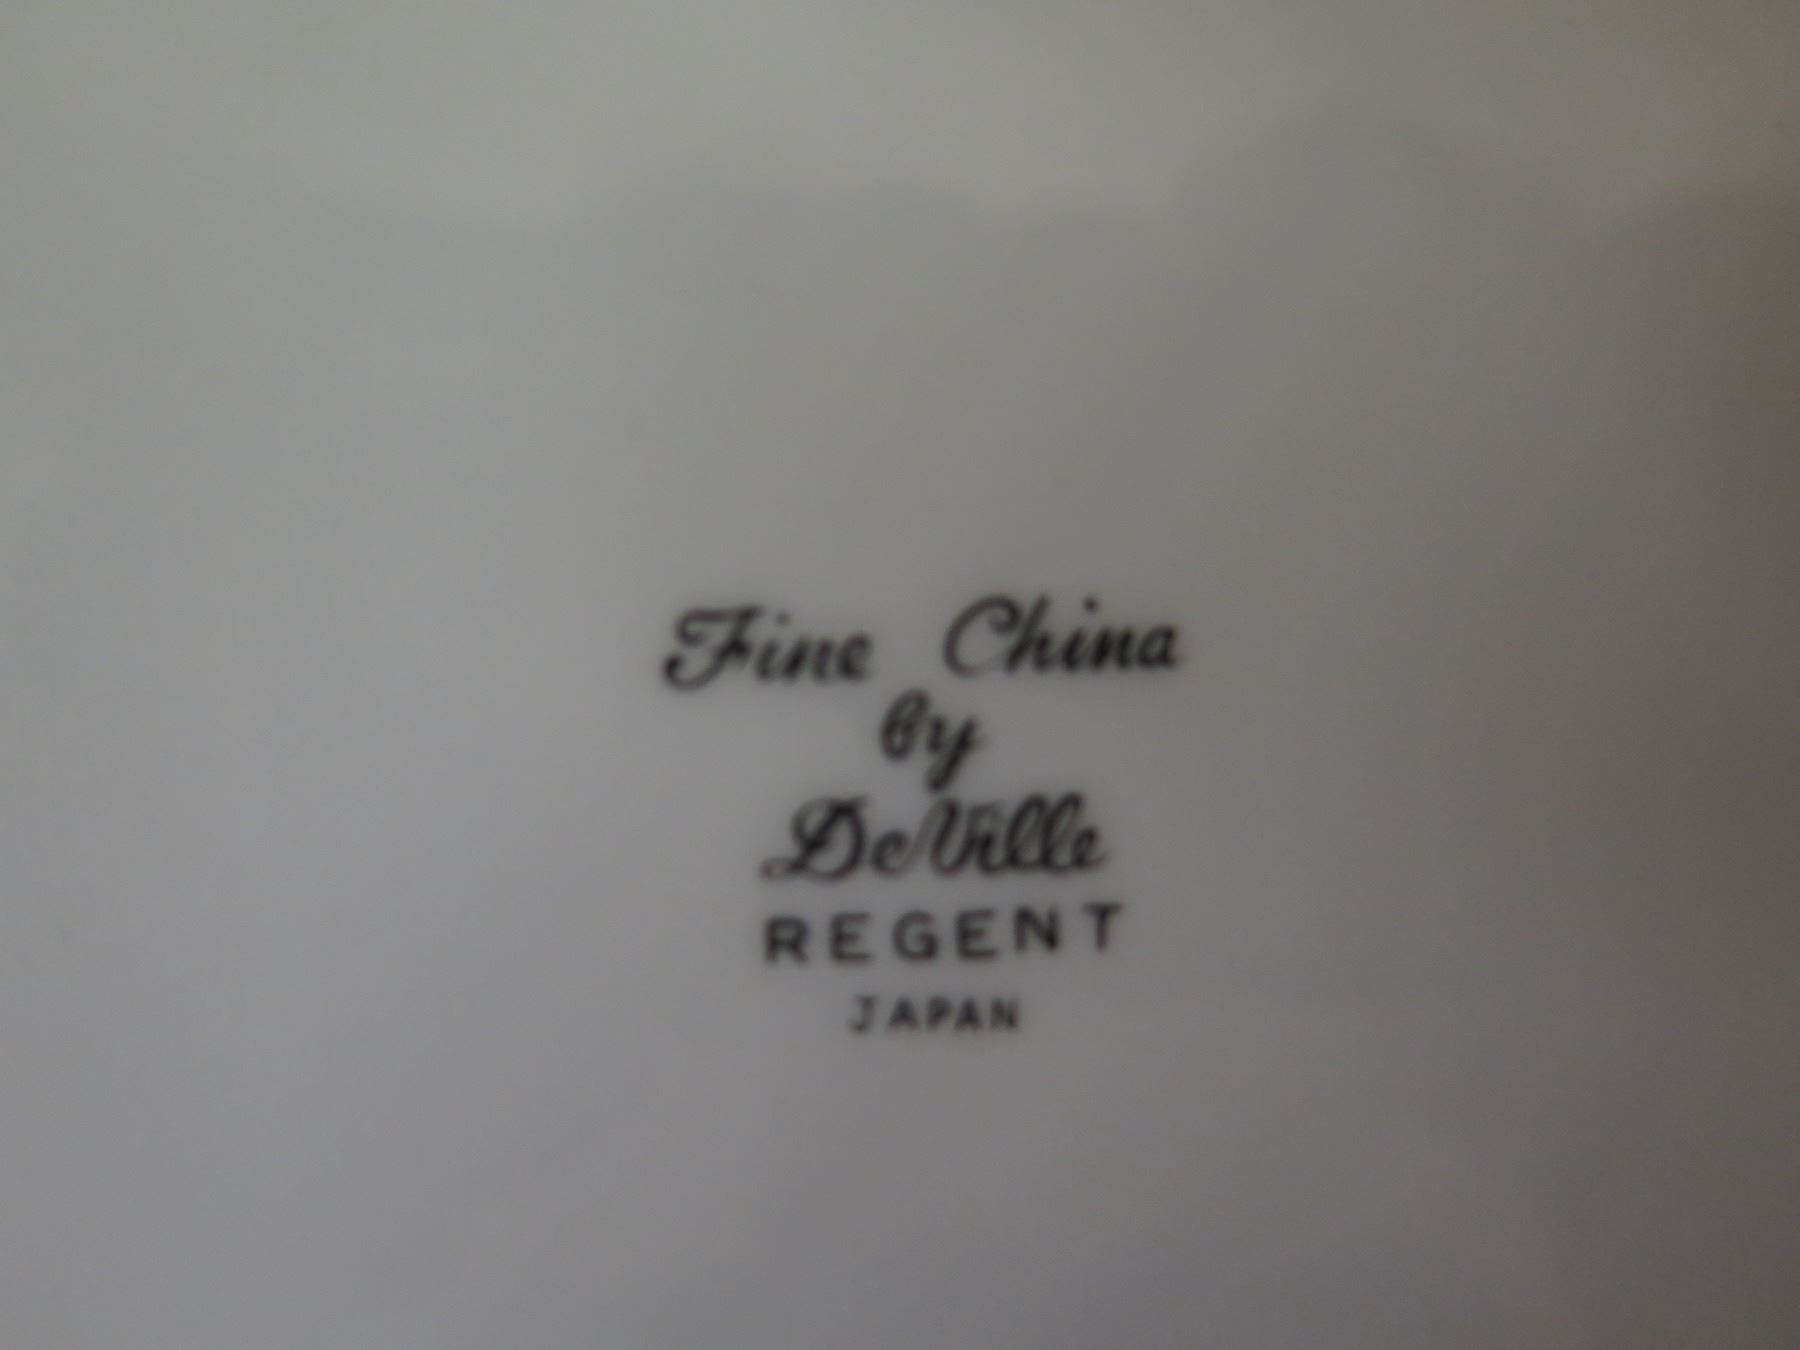 Fine China
by
DeVille
REGENT
JAPAN